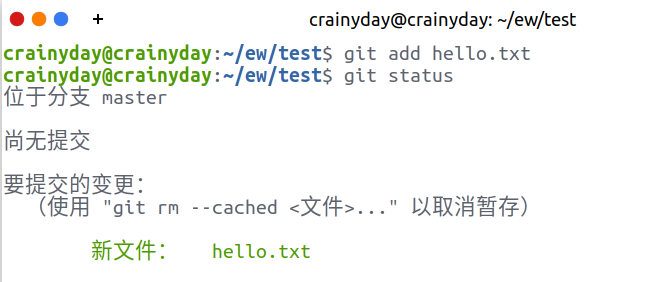 + crainyday@crainyday: ~/ew/test
crainyday@crainyday:~/ew/test$ git add hello.txt
crainyday@crainyday:~/ew/test$ git status
位于分支 master
尚无提交
要提交的变更：
（使用 "git rm --cached <文件>..." 以取消暂存）
新文件： hello.txt